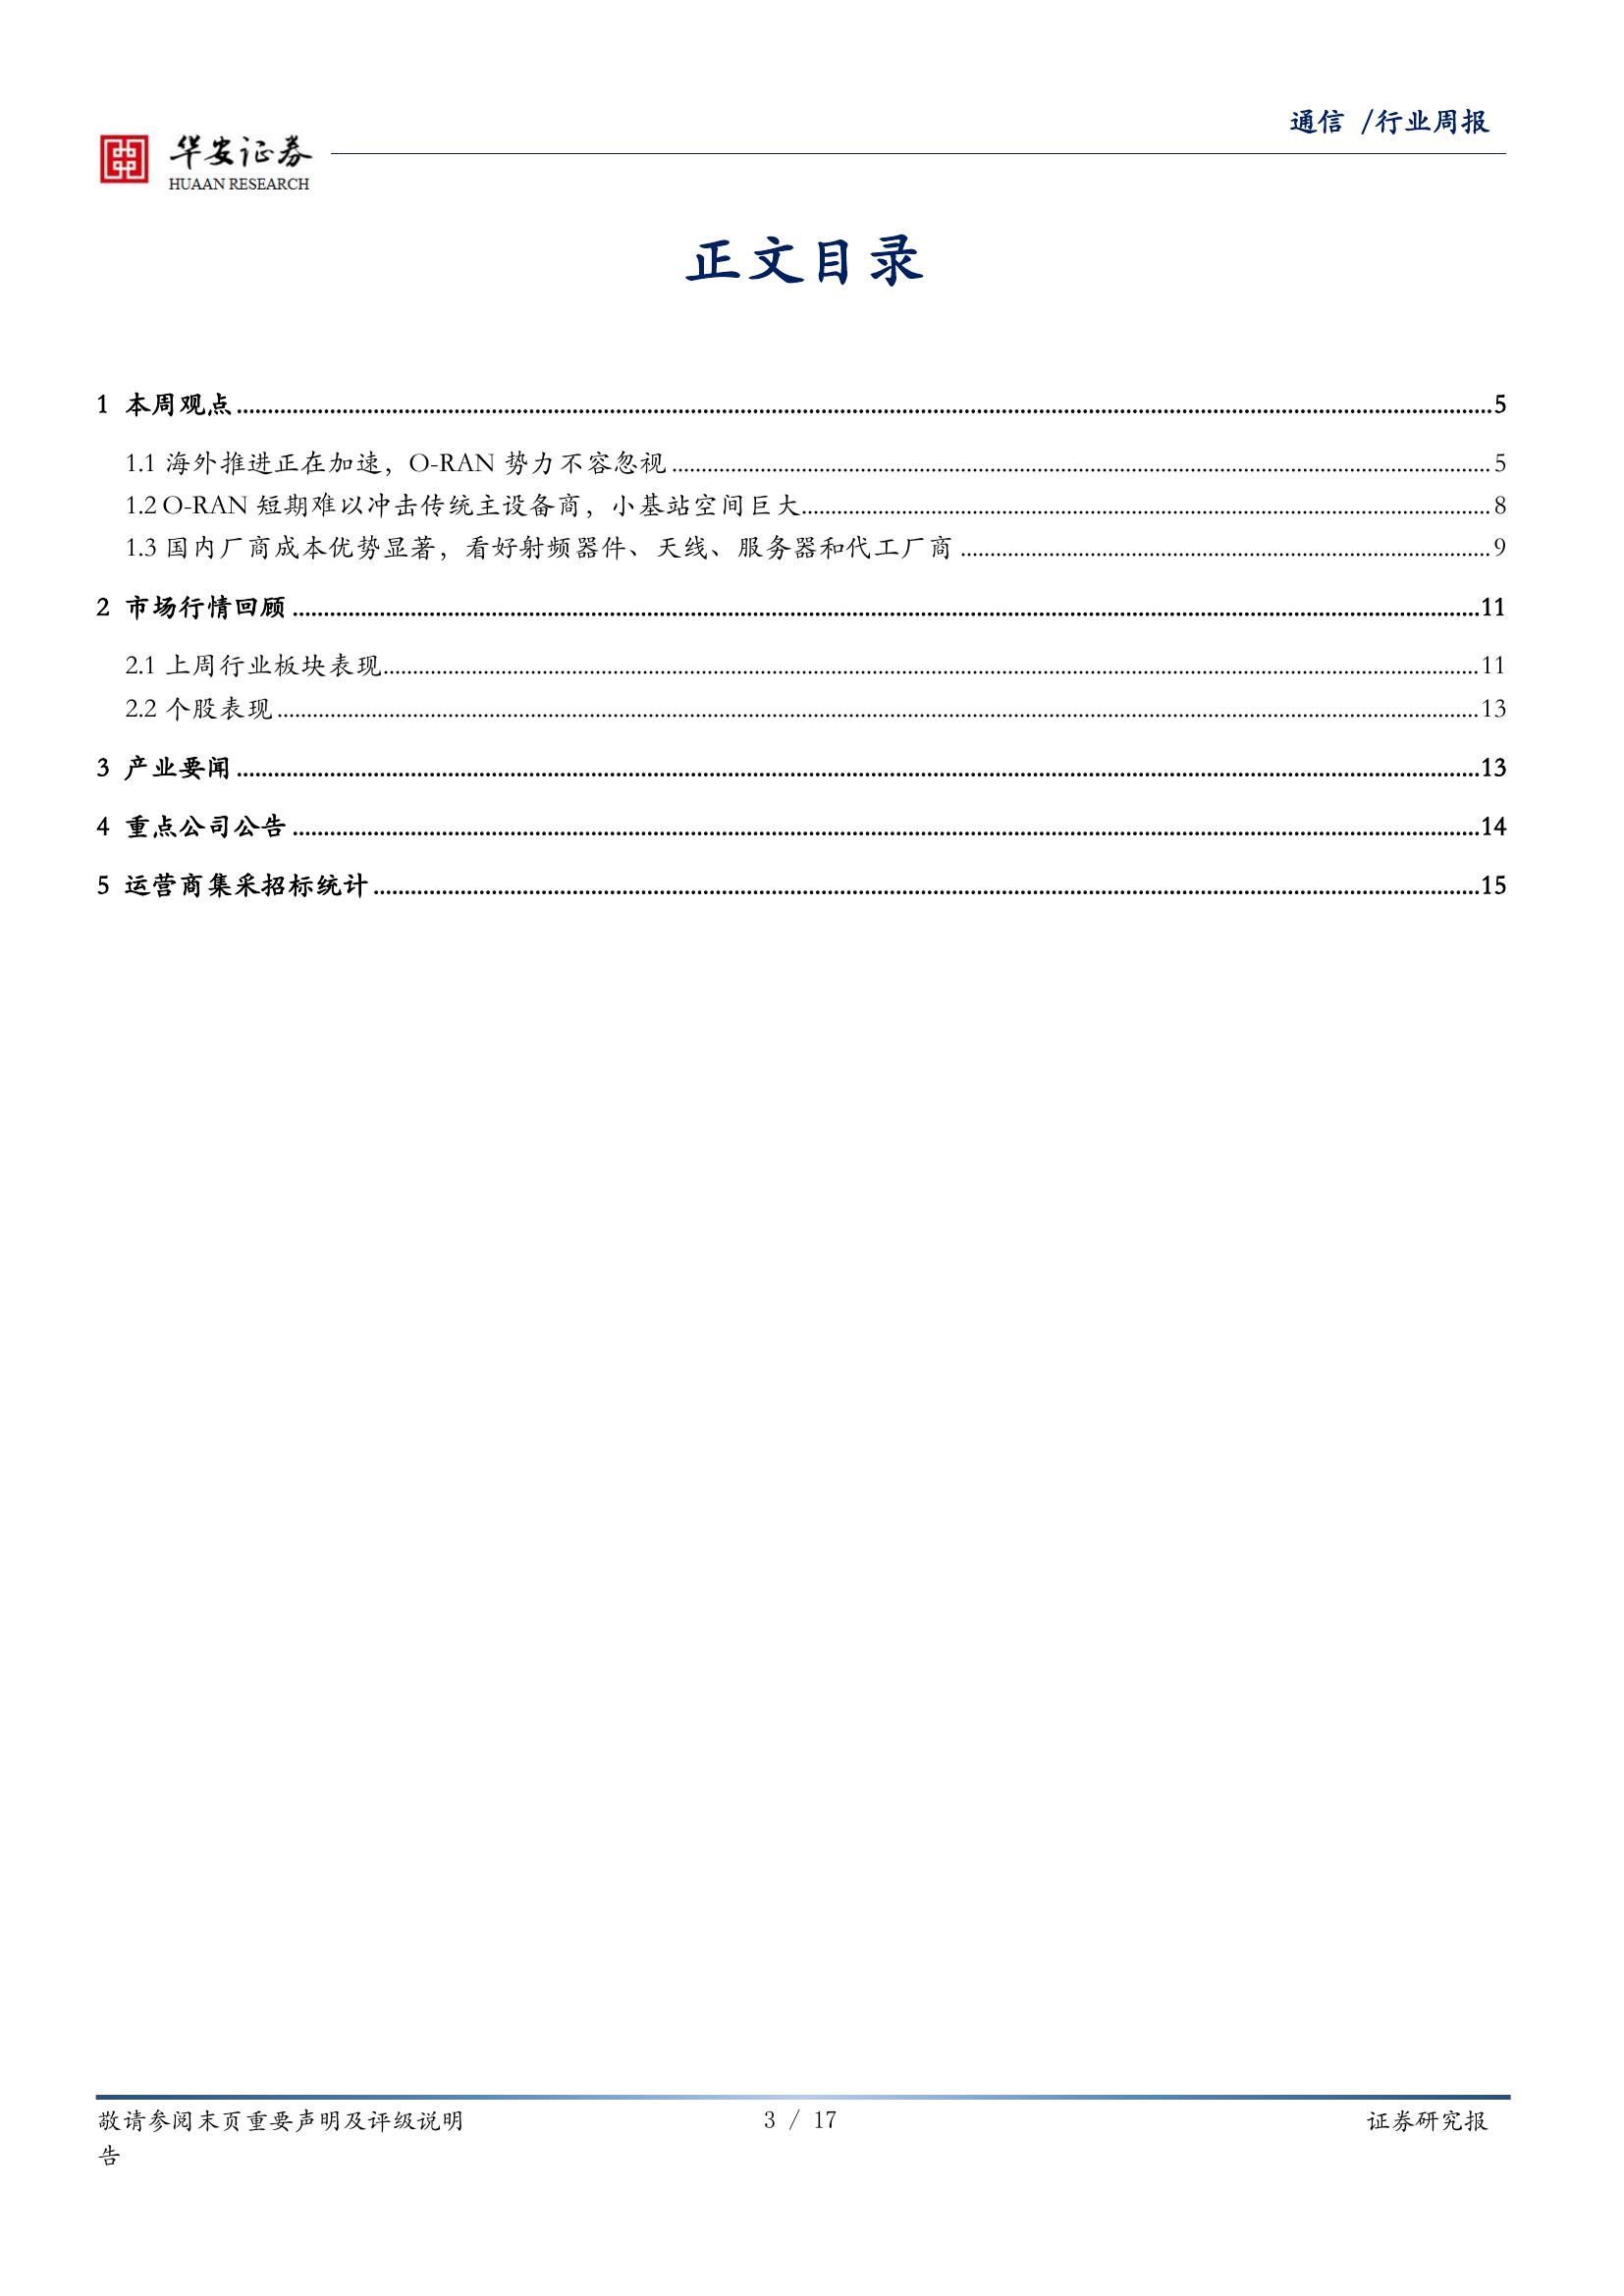 通信 /行业周报
华安证券
HUAAN RESEARCH
正文目录
1 本周观点 5
1.1 海外推进正在加速，O-RAN 势力不容忽视 5
1.2 O-RAN 短期难以冲击传统主设备商，小基站空间巨大 8
1.3 国内厂商成本优势显著，看好射频器件、天线、服务器和代工厂商 9
2 市场行情回顾 11
2.1 上周行业板块表现 11
2.2 个股表现 13
3 产业要闻 13
4 重点公司公告 14
5 运营商集采招标统计 15
敬请参阅末页重要声明及评级说明 3 / 17 证券研究报
告